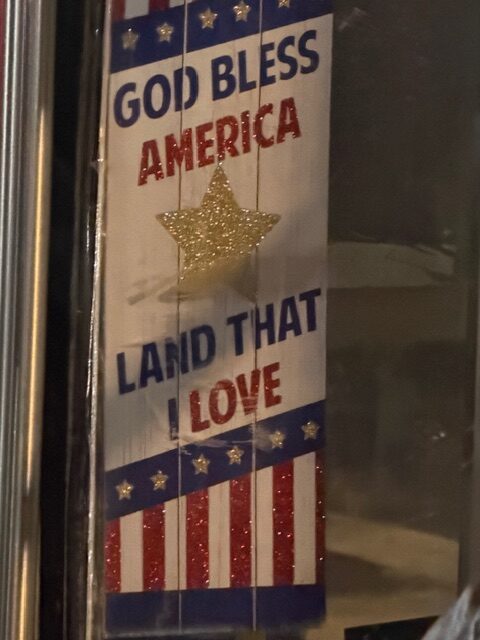 GOD BLESS
AMERICA
LAND THAT
I LOVE